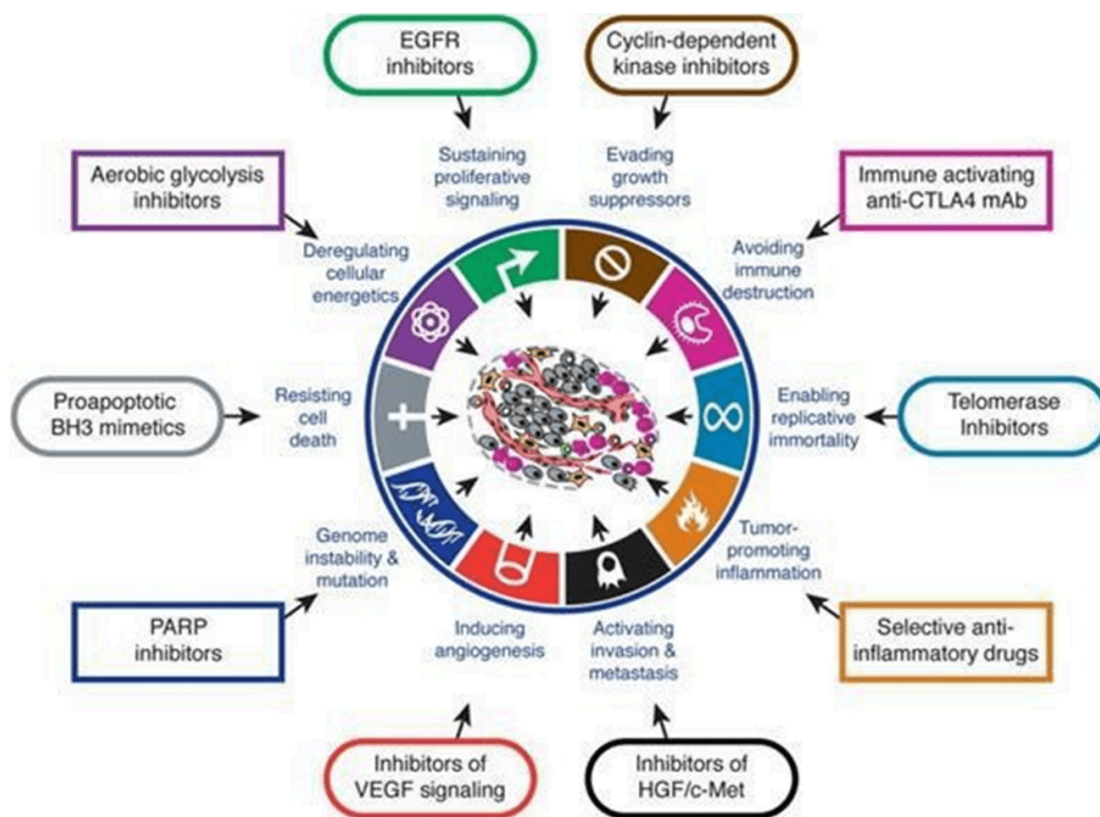 EGFR
inhibitors
Cyclin-dependent
kinase inhibitors
Sustaining
proliferative
signaling
Evading
growth
suppressors
Aerobic glycolysis
inhibitors
Immune activating
anti-CTLA4 mAb
Deregulating
cellular
energetics
Avoiding
immune
destruction
Proapoptotic
BH3 mimetics
Resisting
cell
death
Enabling
replicative
immortality
Telomerase
Inhibitors
Genome
instability &
mutation
Tumor-
promoting
inflammation
PARP
inhibitors
Inducing
angiogenesis
Activating
invasion &
metastasis
Selective anti-
inflammatory drugs
Inhibitors of
VEGF signaling
Inhibitors of
HGF/c-Met